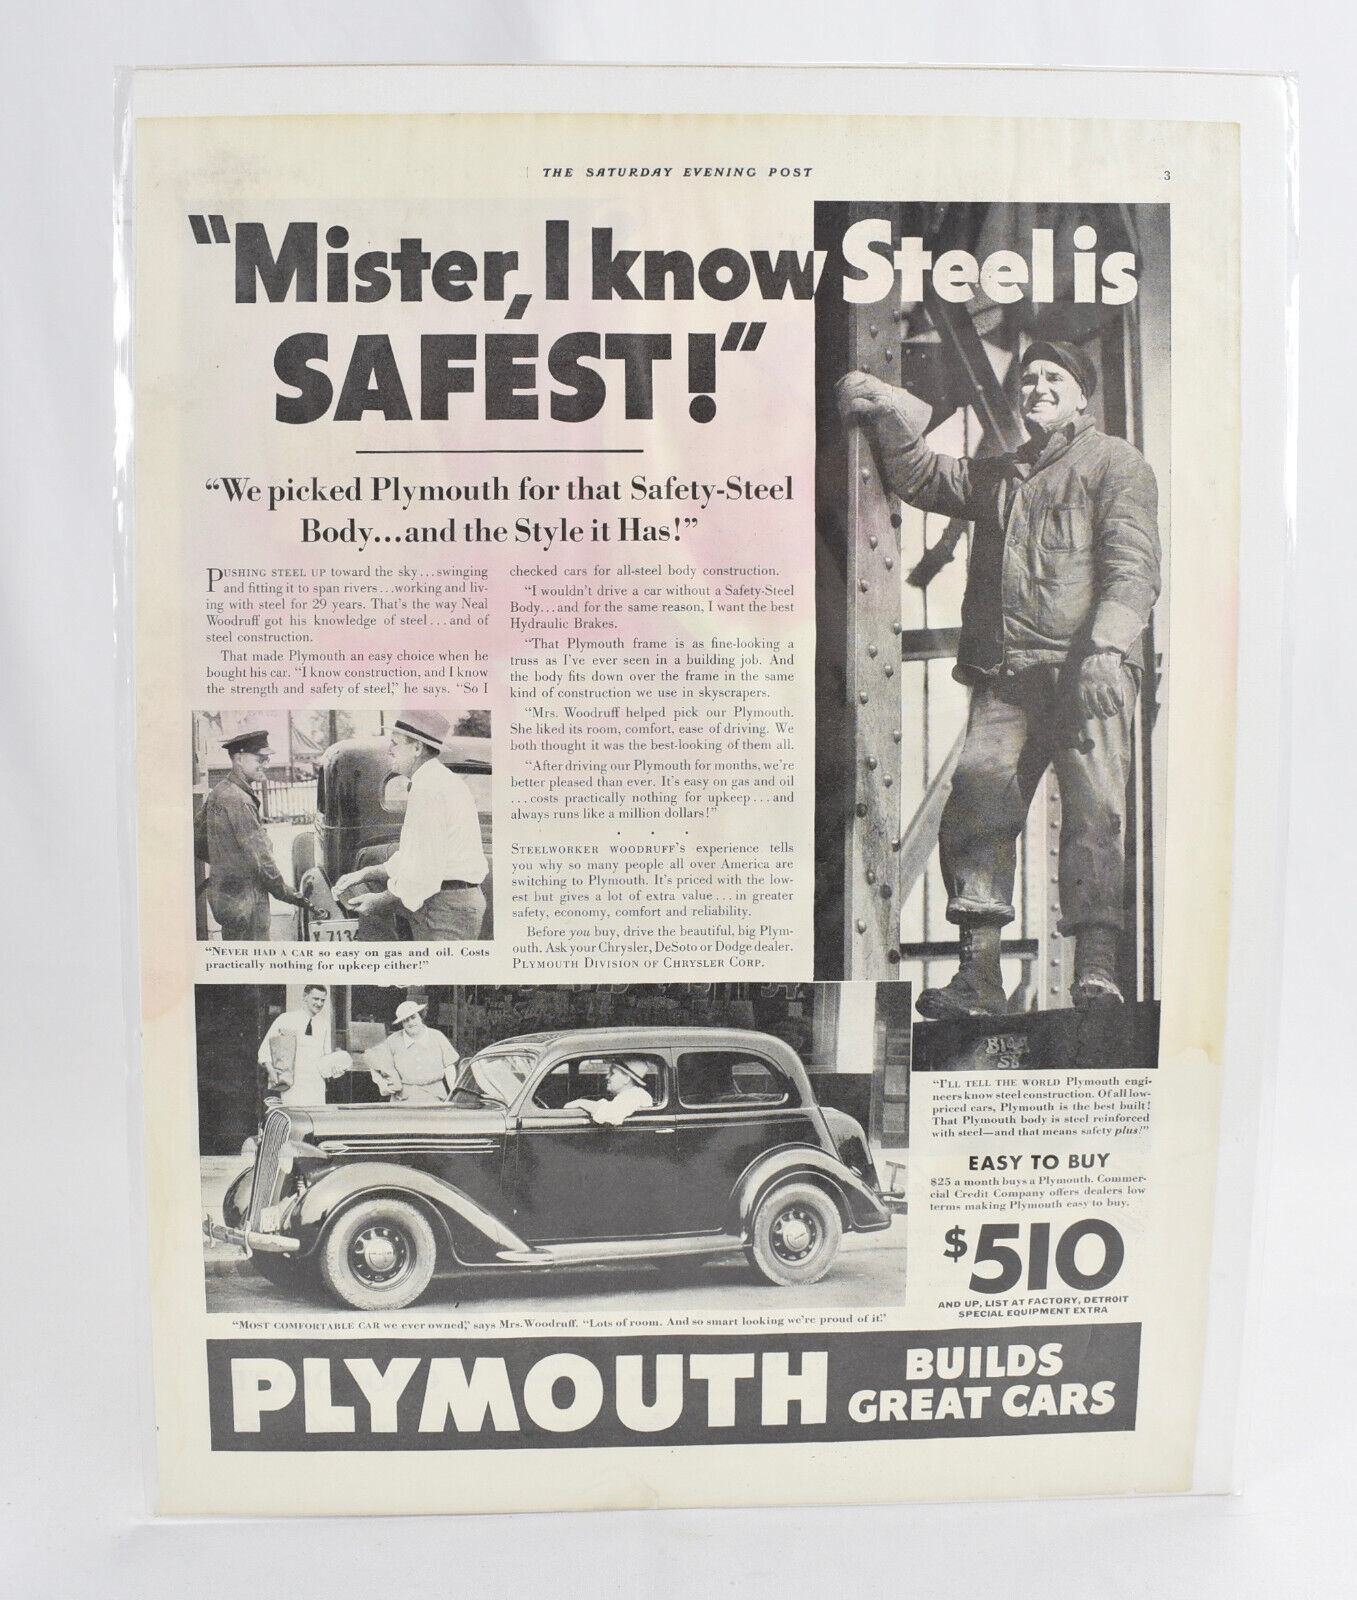 THE SATURDAY EVENING POST
3
"Mister, I know Steel is
SAFEST!"
"We picked Plymouth for that Safety-Steel
Body...and the Style it Has!"
PUSHING STEEL UP toward the sky...swinging
and fitting it to span rivers...working and liv-
ing with steel for 29 years. That's the way Neal
Woodruff got his knowledge of steel...and of
steel construction.
That made Plymouth an easy choice when he
bought his car. "I know construction, and I know
the strength and safety of steel," he says. "So I
checked cars for all-steel body construction.
"I wouldn't drive a car without a Safety-Steel
Body...and for the same reason, I want the best
Hydraulic Brakes.
"That Plymouth frame is as fine-looking a
truss as I've ever seen in a building job. And
the body fits down over the frame in the same
kind of construction we use in skyscrapers.
"Mrs. Woodruff helped pick our Plymouth.
She liked its room, comfort, ease of driving. We
both thought it was the best-looking of them all.
"After driving our Plymouth for months, we're
better pleased than ever. It's easy on gas and oil
...costs practically nothing for upkeep...and
always runs like a million dollars!"
. . .
STEELWORKER WOODRUFF'S experience tells
you why so many people all over America are
switching to Plymouth. It's priced with the low-
est but gives a lot of extra value...in greater
safety, economy, comfort and reliability.
Before you buy, drive the beautiful, big Plym-
outh. Ask your Chrysler, DeSoto or Dodge dealer.
PLYMOUTH DIVISION OF CHRYSLER CORP.
Y 7134
"NEVER HAD A CAR so easy on gas and oil. Costs
practically nothing for upkeep either!"
B144
S8
"I'LL TELL THE WORLD Plymouth engi-
neers know steel construction. Of all low-
priced cars, Plymouth is the best built!
That Plymouth body is steel reinforced
with steel—and that means safety plus!"
EASY TO BUY
$25 a month buys a Plymouth. Commer-
cial Credit Company offers dealers low
terms making Plymouth easy to buy.
$510
AND UP, LIST AT FACTORY, DETROIT
SPECIAL EQUIPMENT EXTRA
"MOST COMFORTABLE CAR we ever owned," says Mrs. Woodruff. "Lots of room. And so smart looking we're proud of it."
PLYMOUTH BUILDS
GREAT CARS